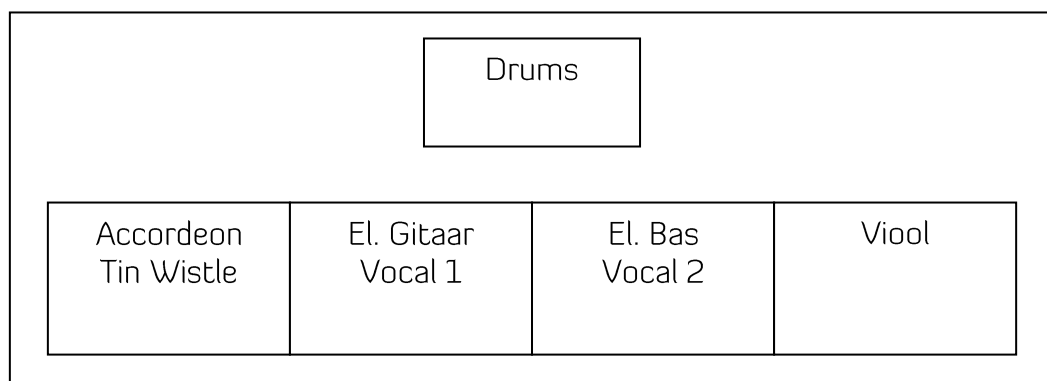 Drums
Accordeon
Tin Wistle
El. Gitaar
Vocal 1
El. Bas
Vocal 2
Viool